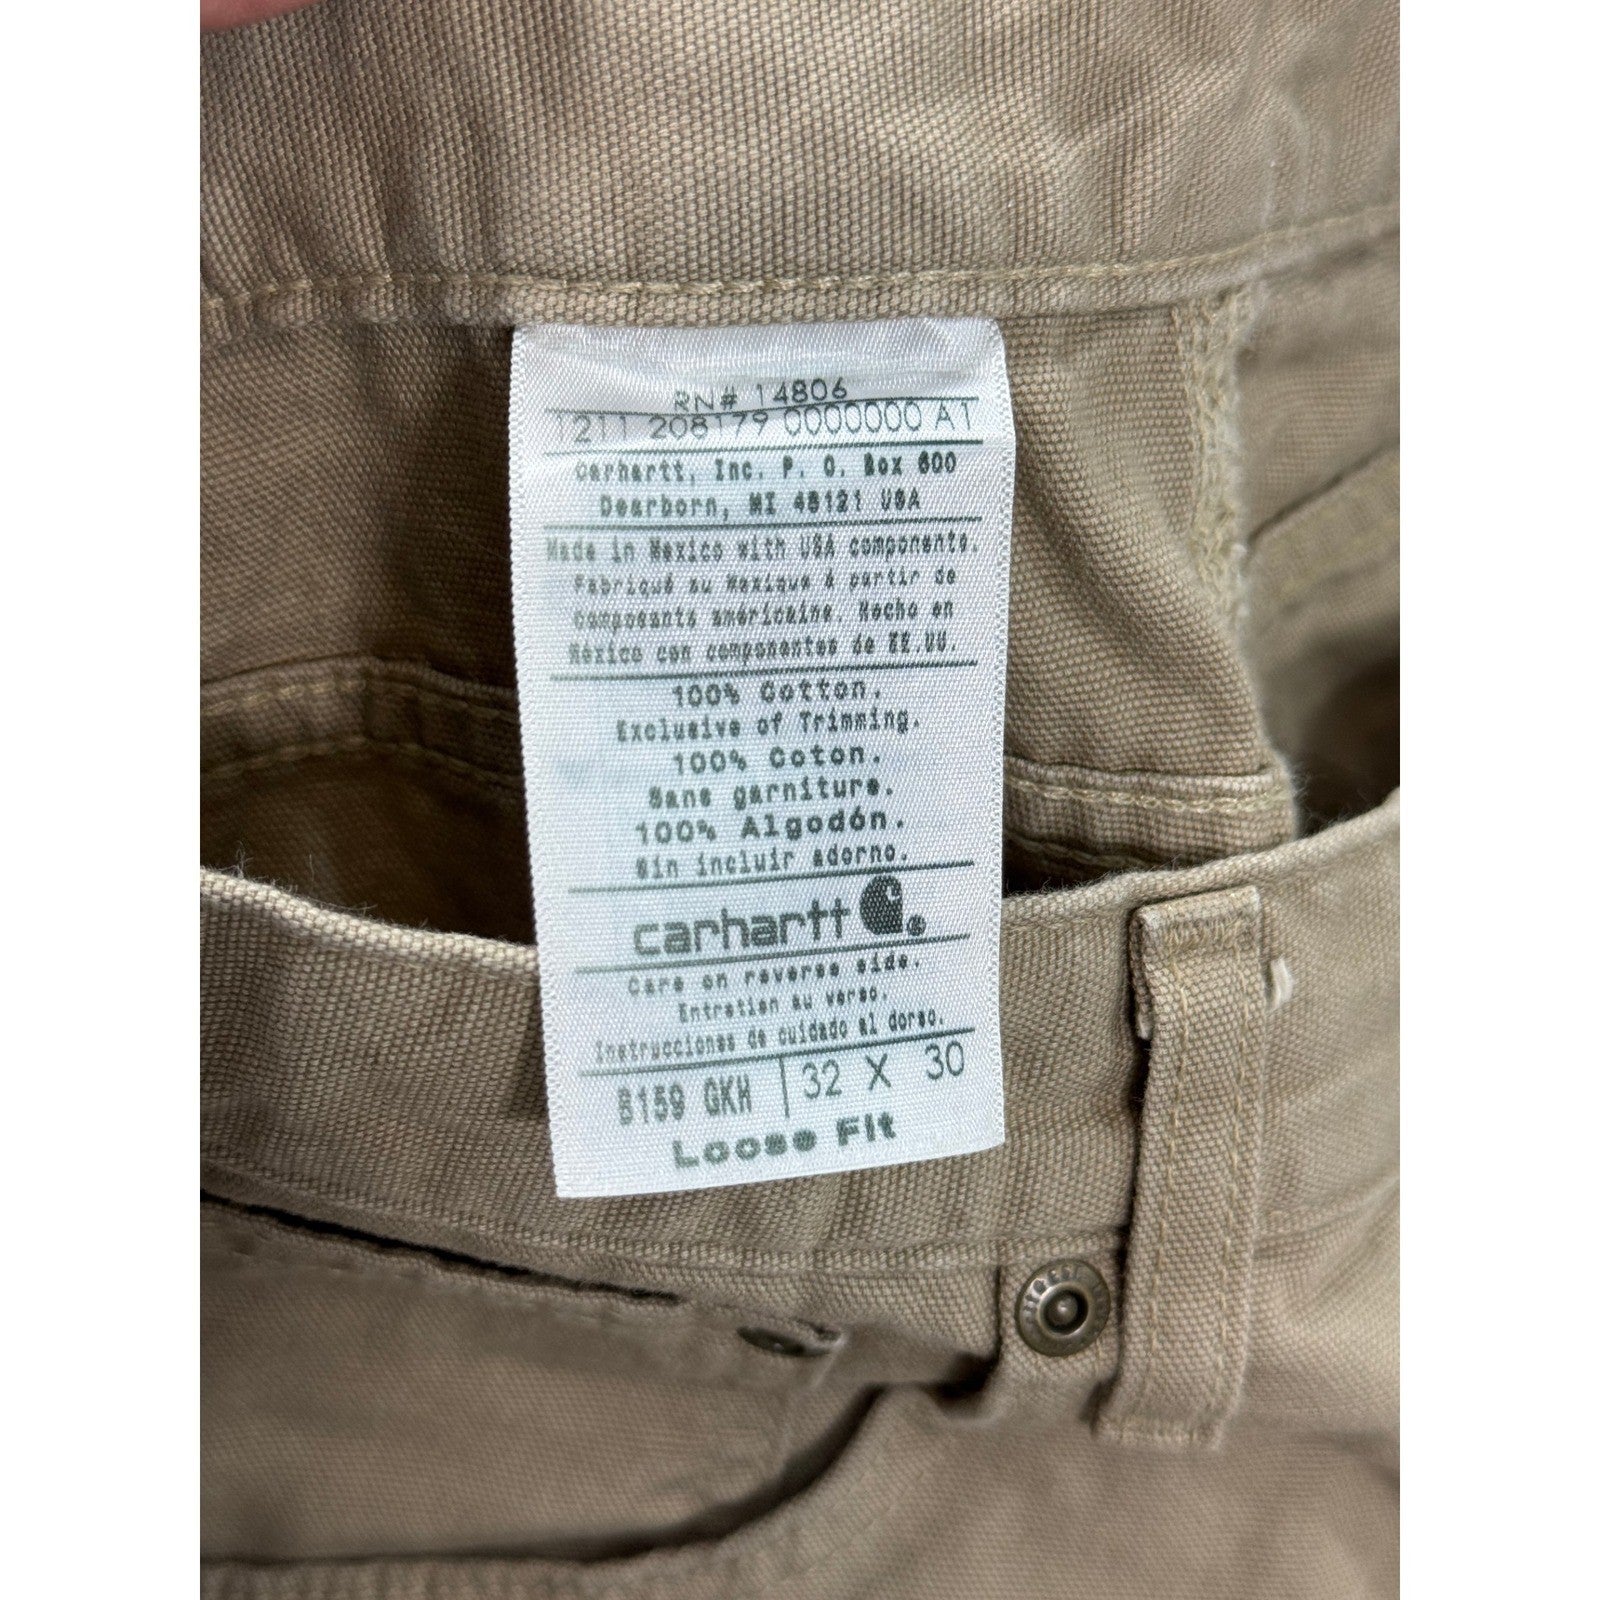 RN# 14806
1211 208179 0000000 A1
Carhartt, Inc. P. O. Box 600
Dearborn, MI 48121 USA
Made in Mexico with USA components.
Fabriqué au Mexique à partir de
composants américains. Hecho en
México con componentes de EE.UU.
100% Cotton.
Exclusive of Trimming.
100% Coton.
Sans garniture.
100% Algodón.
Sin incluir adorno.
carhartt ®
Care on reverse side.
Entretien au verso.
Instrucciones de cuidado al dorso.
B159 GKH | 32 X 30
Loose Fit